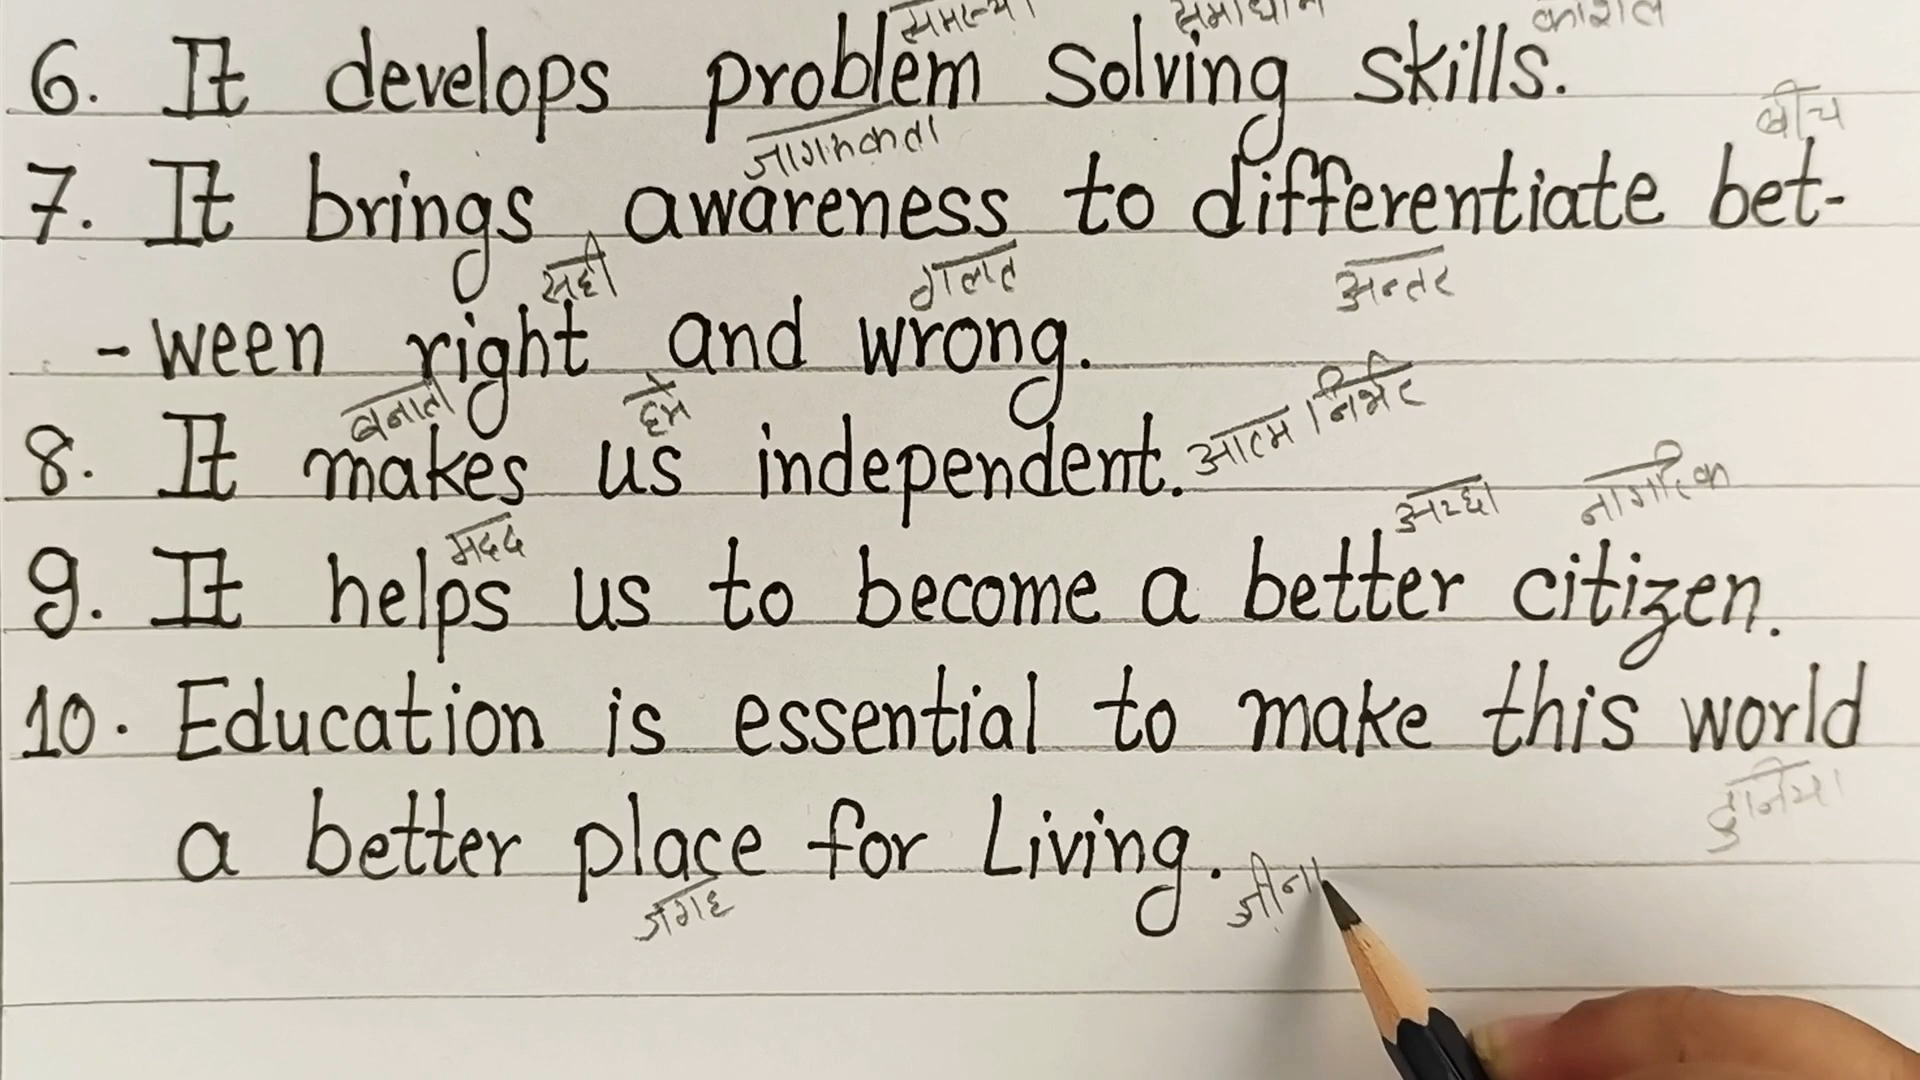 समस्या समाधान कौशल
6. It develops problem solving skills.
जागरूकता बीच
7. It brings awareness to differentiate bet-
सही गलत अन्तर
-ween right and wrong.
बनाती हमें आत्म निर्भर
8. It makes us independent.
मदद अच्छा नागरिक
9. It helps us to become a better citizen.
10. Education is essential to make this world
दुनिया
a better place for Living.
जगह जीना